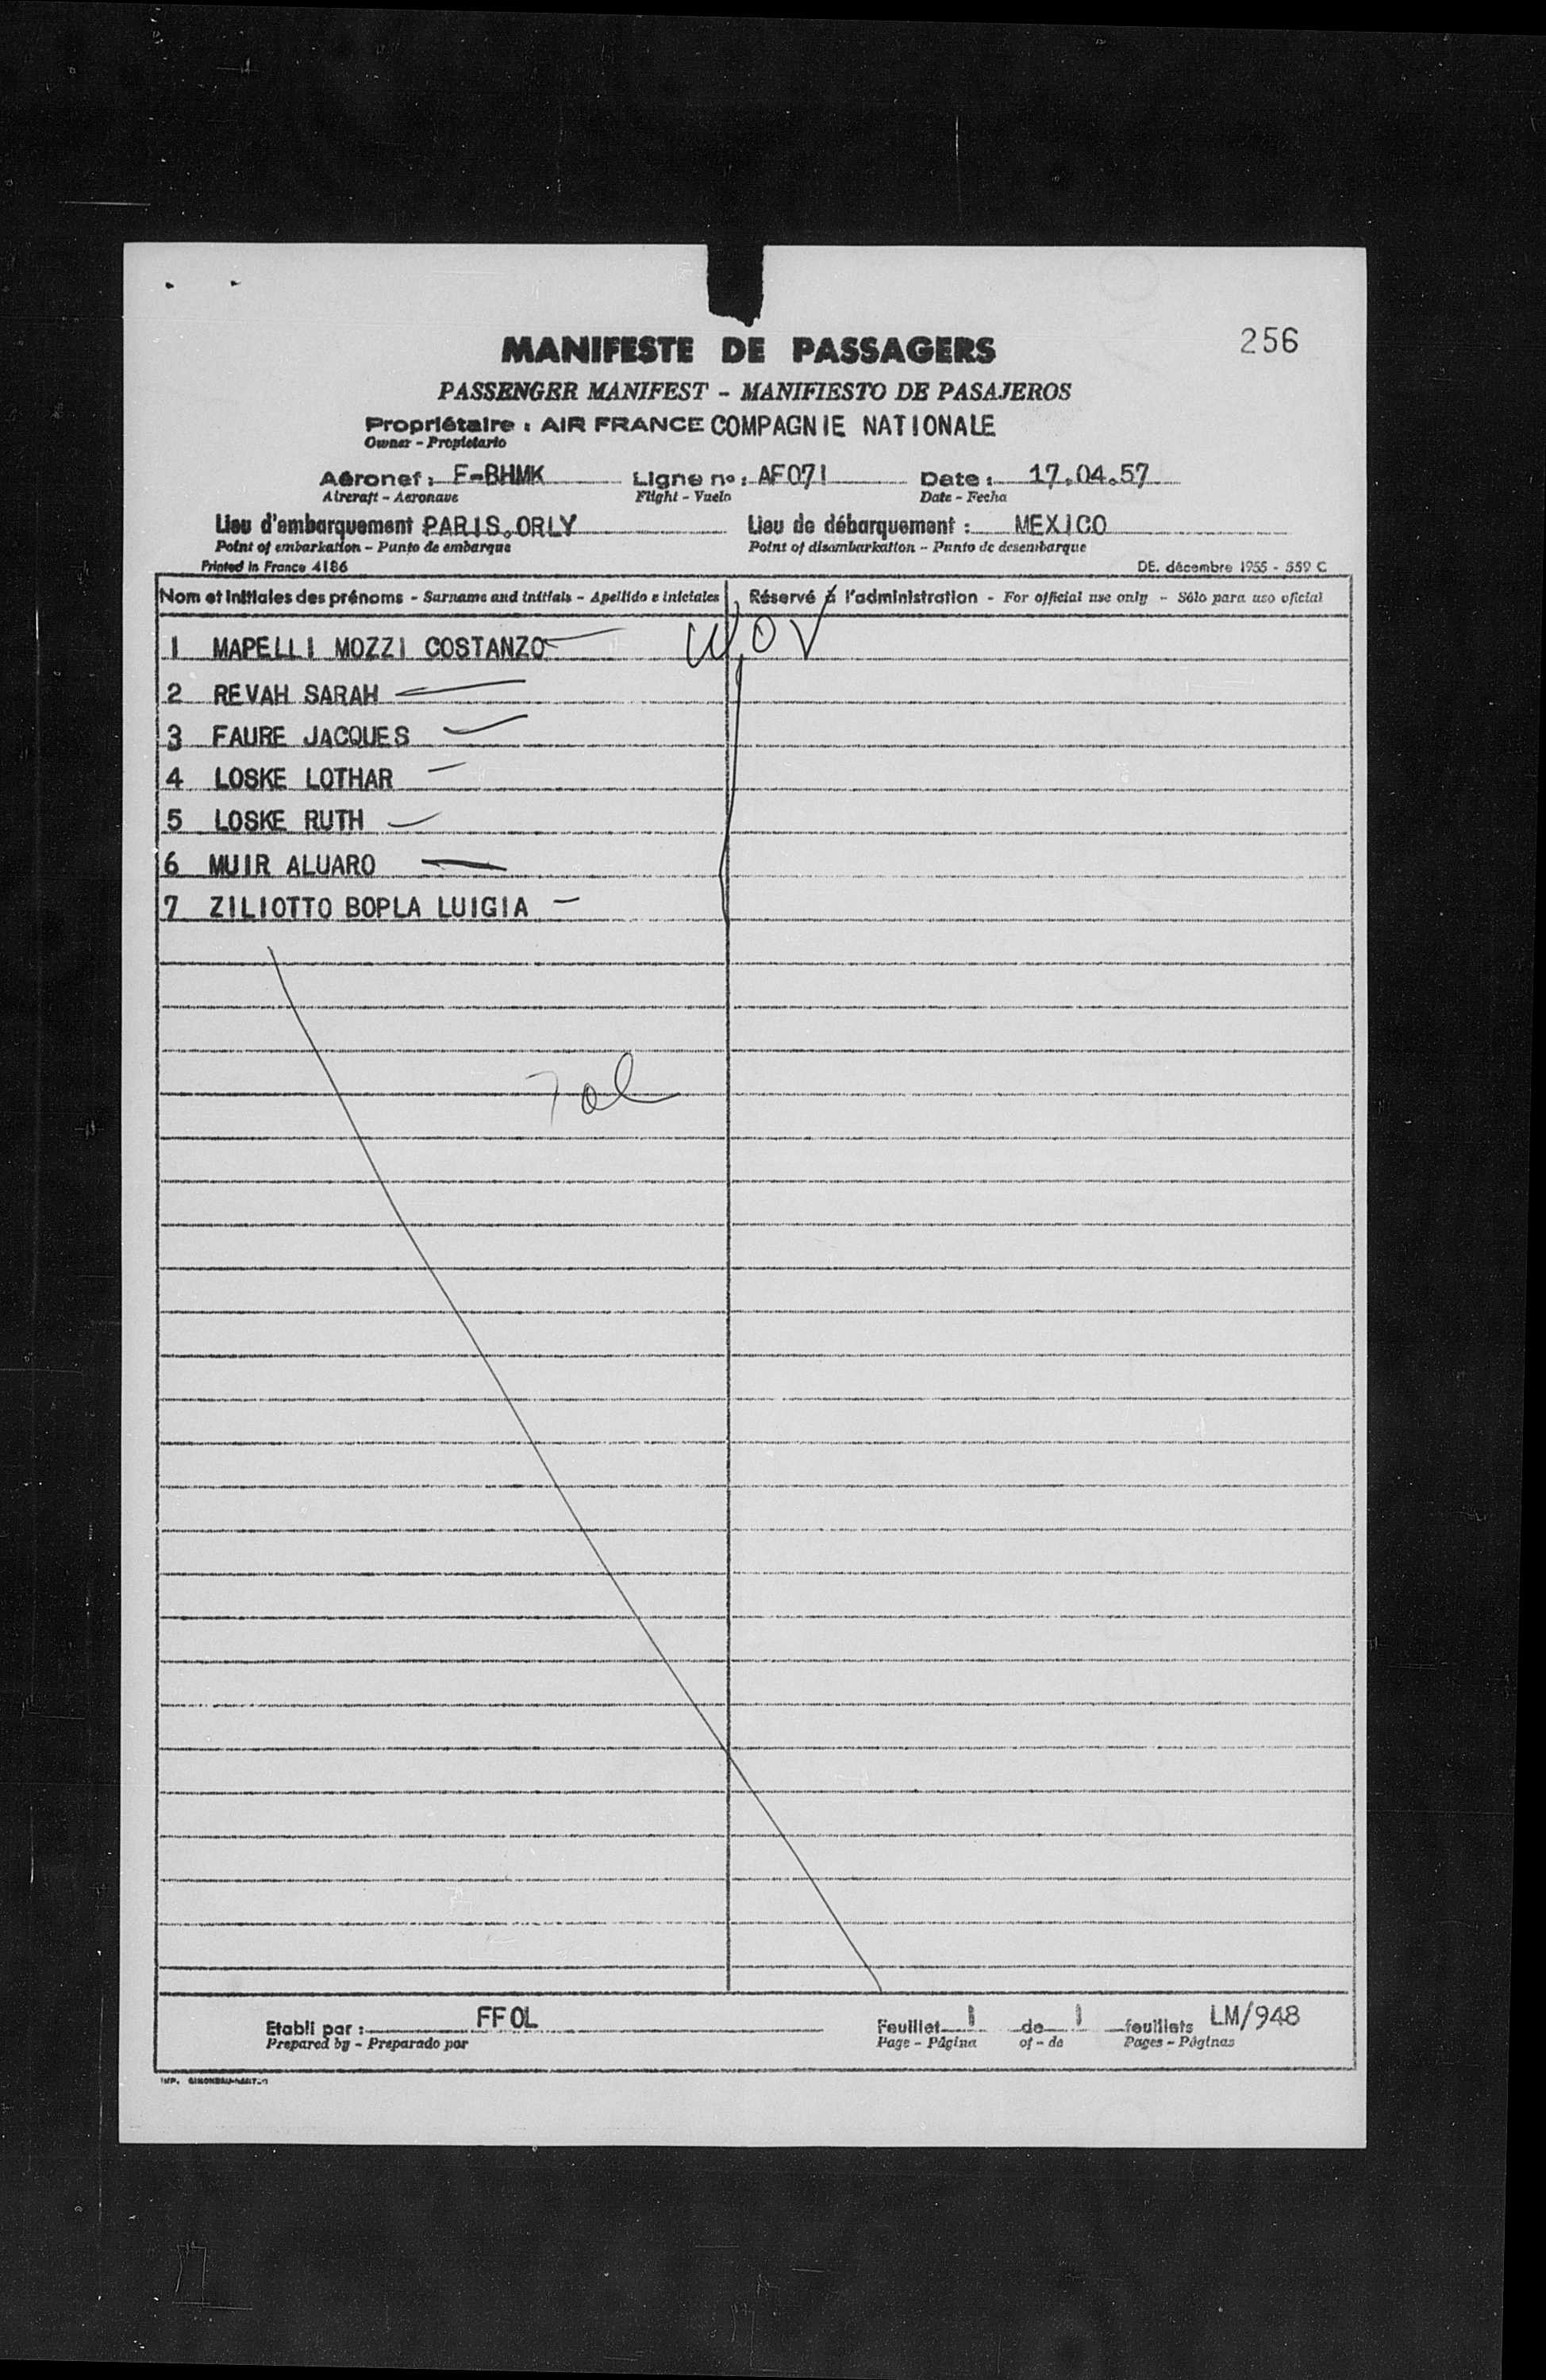 256
MANIFESTE DE PASSAGERS
PASSENGER MANIFEST - MANIFIESTO DE PASAJEROS
Propriétaire : AIR FRANCE COMPAGNIE NATIONALE
Owner - Propietario
Aéronef : F-BHMK Ligne no : AF071 Date : 17.04.57
Aircraft - Aeronave Flight - Vuelo Date - Fecha
Lieu d'embarquement PARIS.ORLY Lieu de débarquement : MEXICO
Point of embarkation - Punto de embarque Point of disembarkation - Punto de desembarque
Printed in France 4186 DE. décembre 1955 - 559 C
Nom et initiales des prénoms - Surname and initials - Apellido e iniciales Réservé à l'administration - For official use only - Sólo para uso oficial
1 MAPELLI MOZZI COSTANZO
2 REVAH SARAH
3 FAURE JACQUES
4 LOSKE LOTHAR
5 LOSKE RUTH
6 MUIR ALUARO
7 ZILIOTTO BOPLA LUIGIA
Etabli par : FFOL Feuillet 1 de 1 feuillets LM/948
Prepared by - Preparado por Page - Página of - de Pages - Páginas